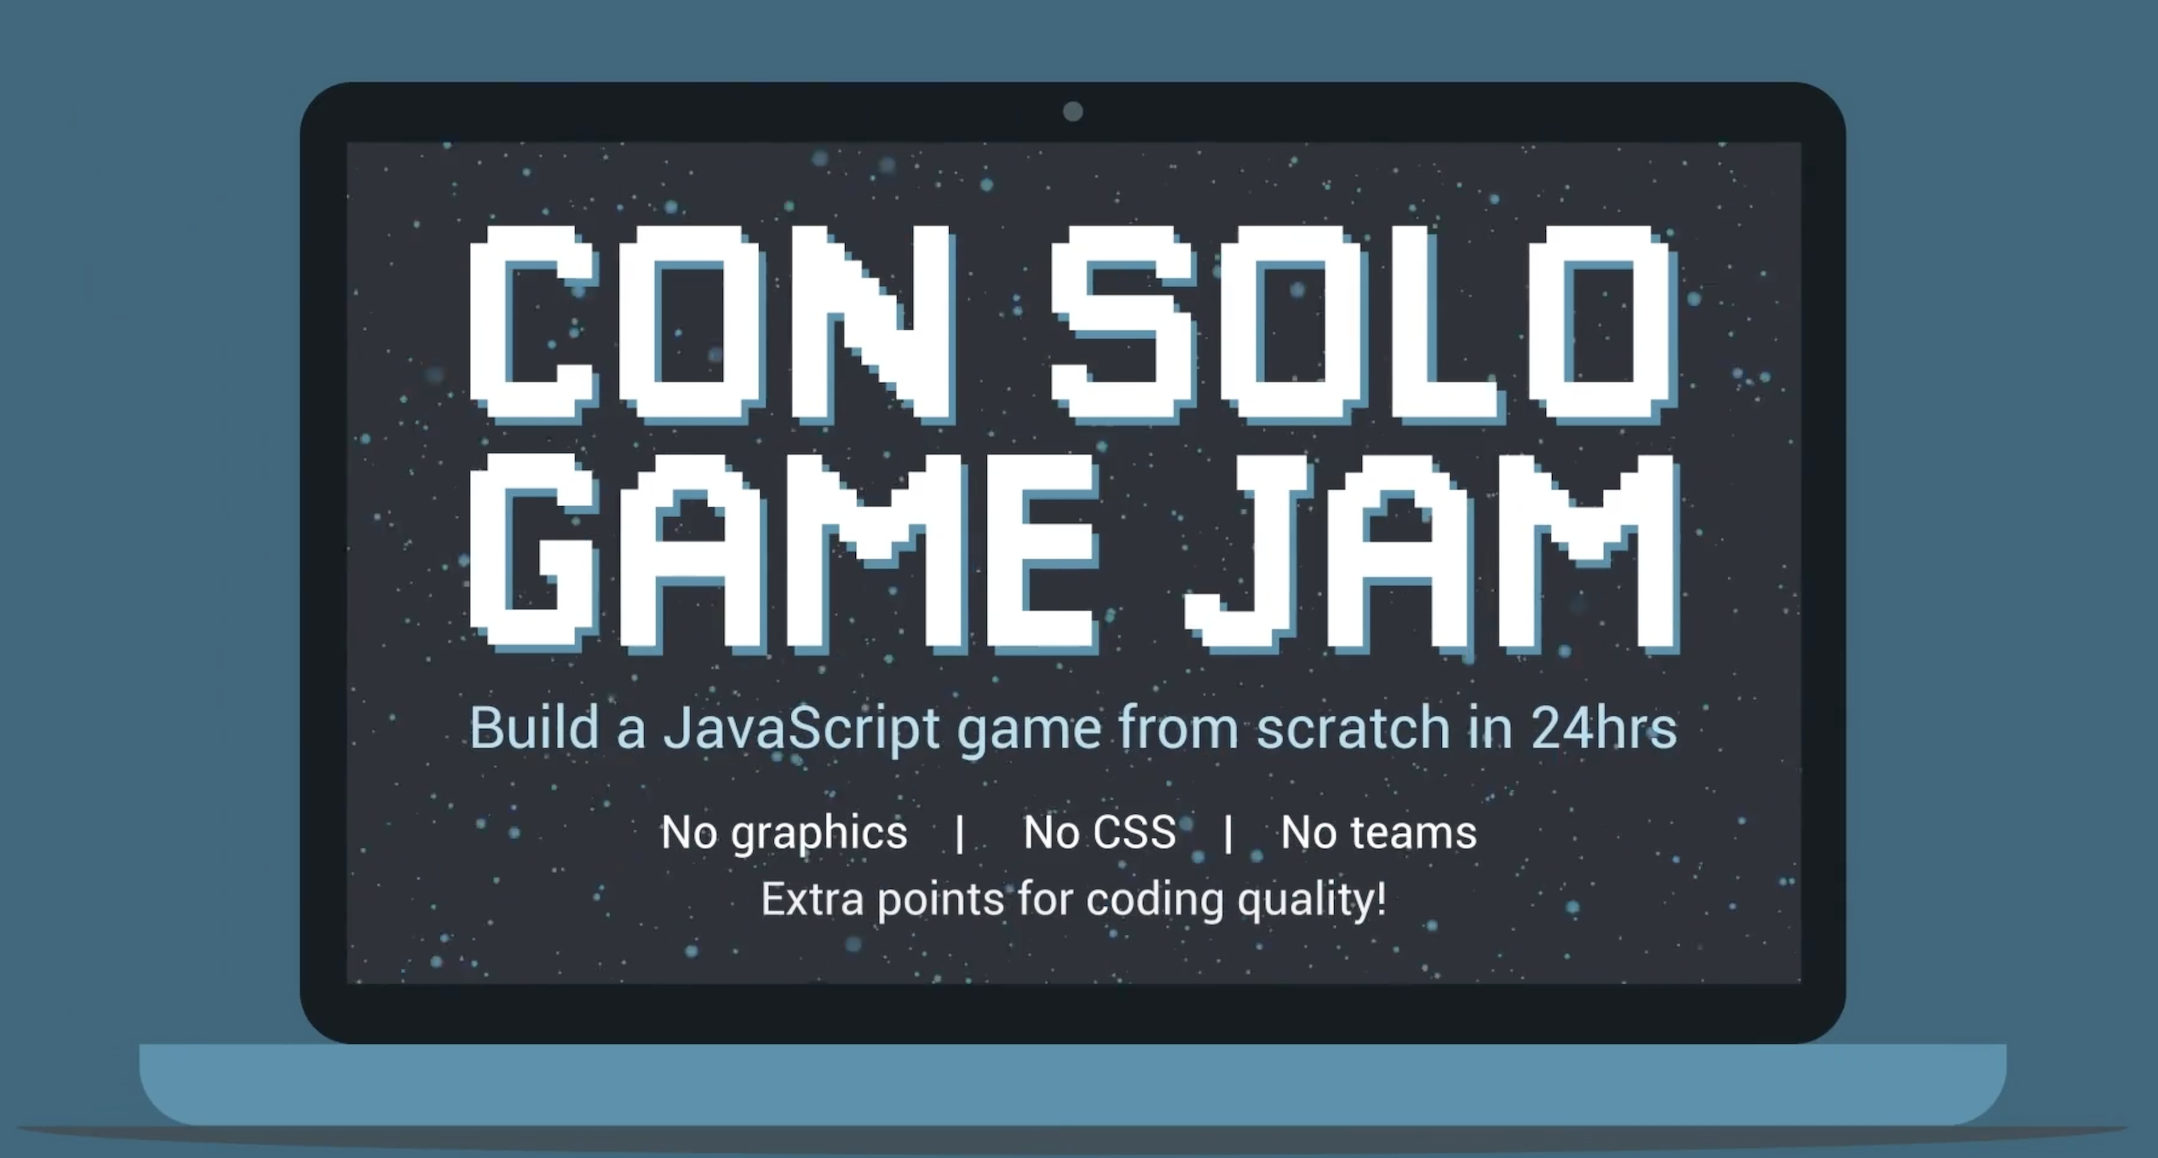 CON SOLO
GAME JAM
Build a JavaScript game from scratch in 24hrs
No graphics | No CSS | No teams
Extra points for coding quality!